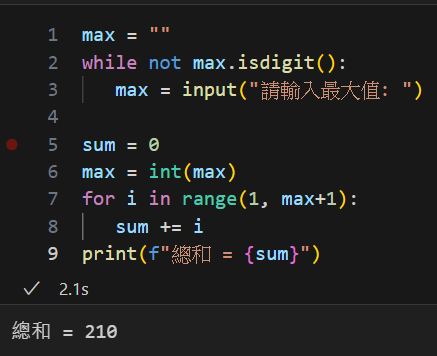 1 max = ""
2 while not max.isdigit():
3 max = input("請輸入最大值: ")
4
5 sum = 0
6 max = int(max)
7 for i in range(1, max+1):
8 sum += i
9 print(f"總和 = {sum}")
2.1s
總和 = 210